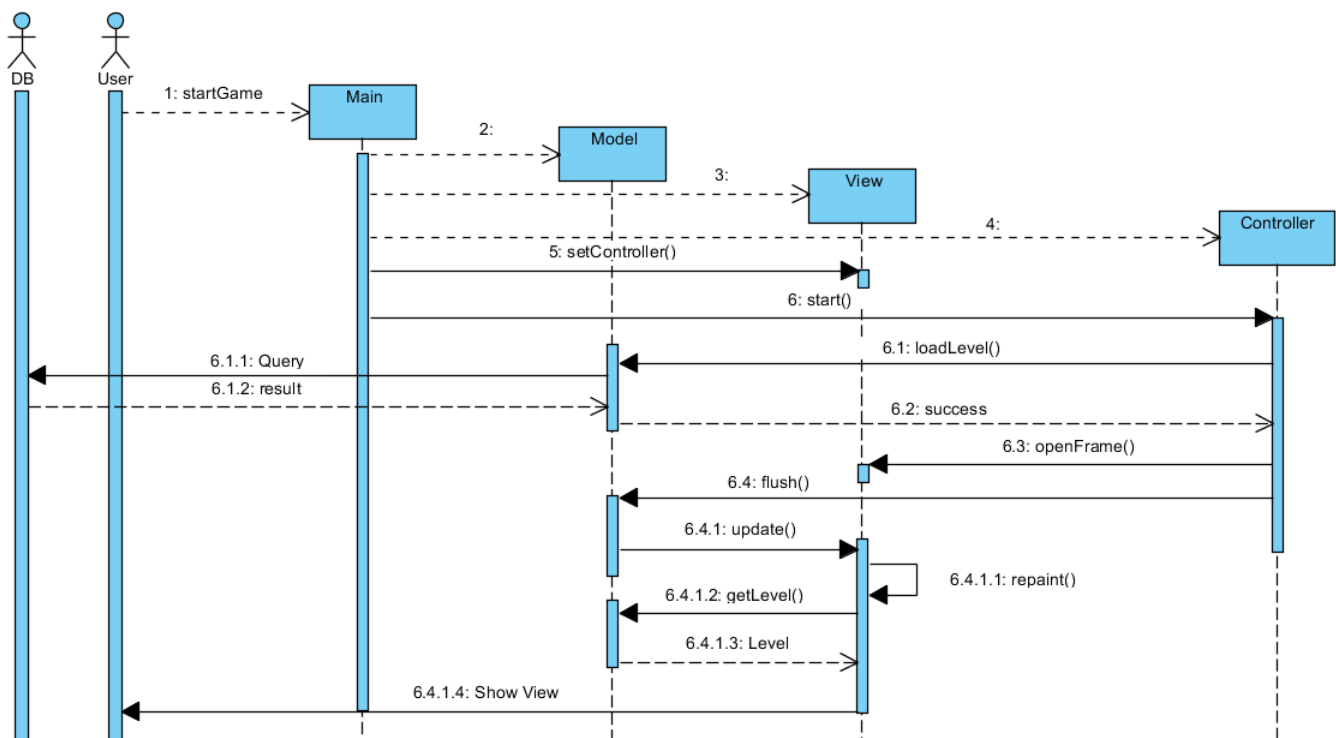 DB
User
1: startGame
Main
2:
Model
3:
View
4:
Controller
5: setController()
6: start()
6.1: loadLevel()
6.1.1: Query
6.1.2: result
6.2: success
6.3: openFrame()
6.4: flush()
6.4.1: update()
6.4.1.1: repaint()
6.4.1.2: getLevel()
6.4.1.3: Level
6.4.1.4: Show View